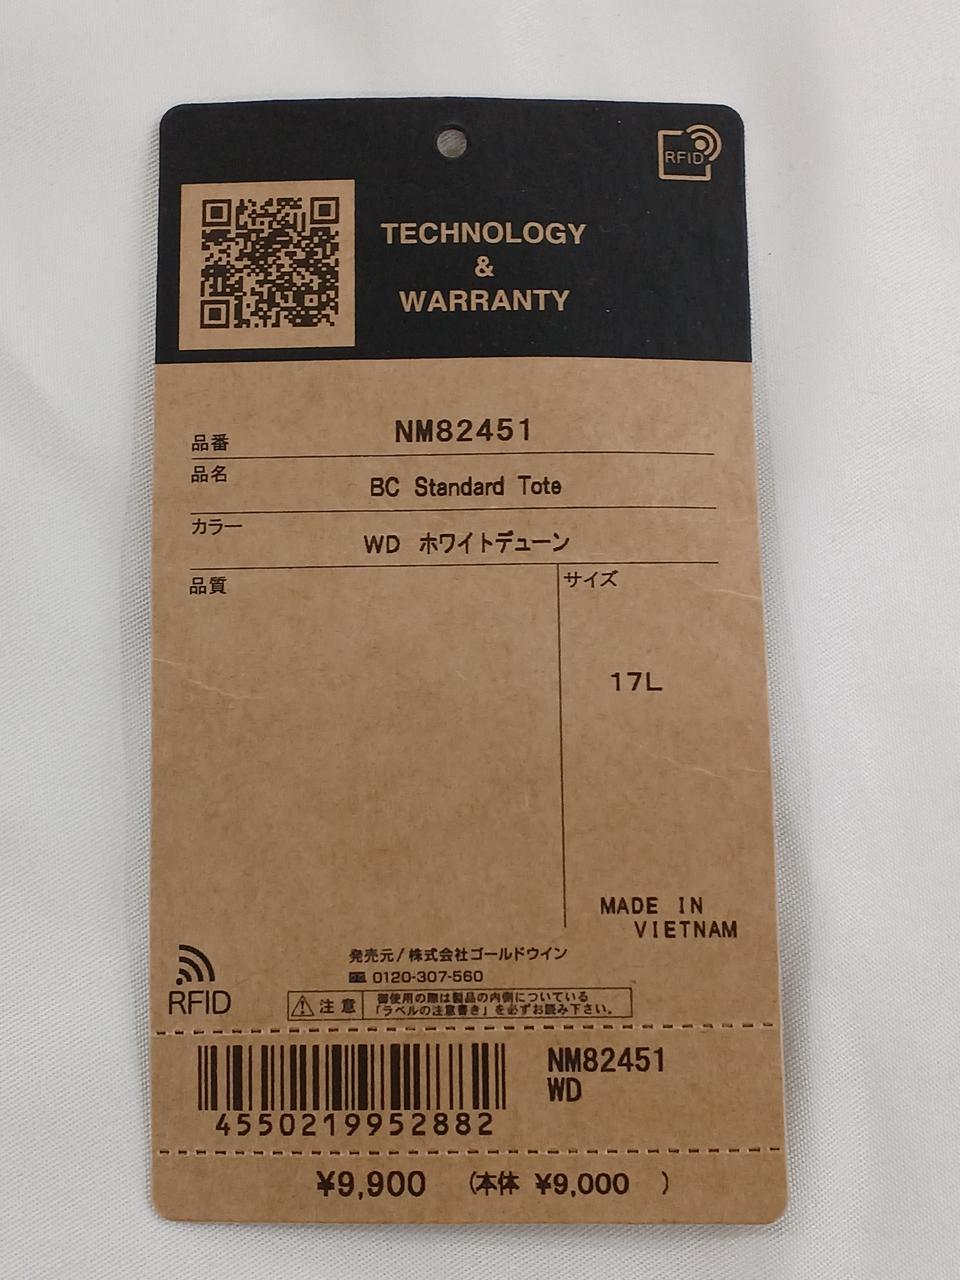 RFID
TECHNOLOGY
&
WARRANTY
品番 NM82451
品名 BC Standard Tote
カラー WD ホワイトデューン
品質 サイズ
17L
MADE IN
VIETNAM
発売元/株式会社ゴールドウイン
0120-307-560
RFID
注意 御使用の際は製品の内側についている
「ラベルの注意書き」を必ずお読み下さい。
NM82451
WD
4550219952882
¥9,900 (本体 ¥9,000 )